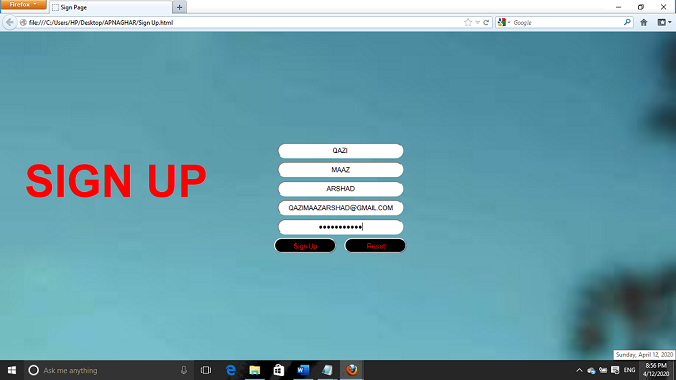 Firefox
Sign Page
file:///C:/Users/HP/Desktop/APNAGHAR/Sign Up.html
Google
SIGN UP
QAZI
MAAZ
ARSHAD
QAZIMAAZARSHAD@GMAIL.COM
Sign Up
Reset
Sunday, April 12, 2020
Ask me anything
ENG
8:56 PM
4/12/2020